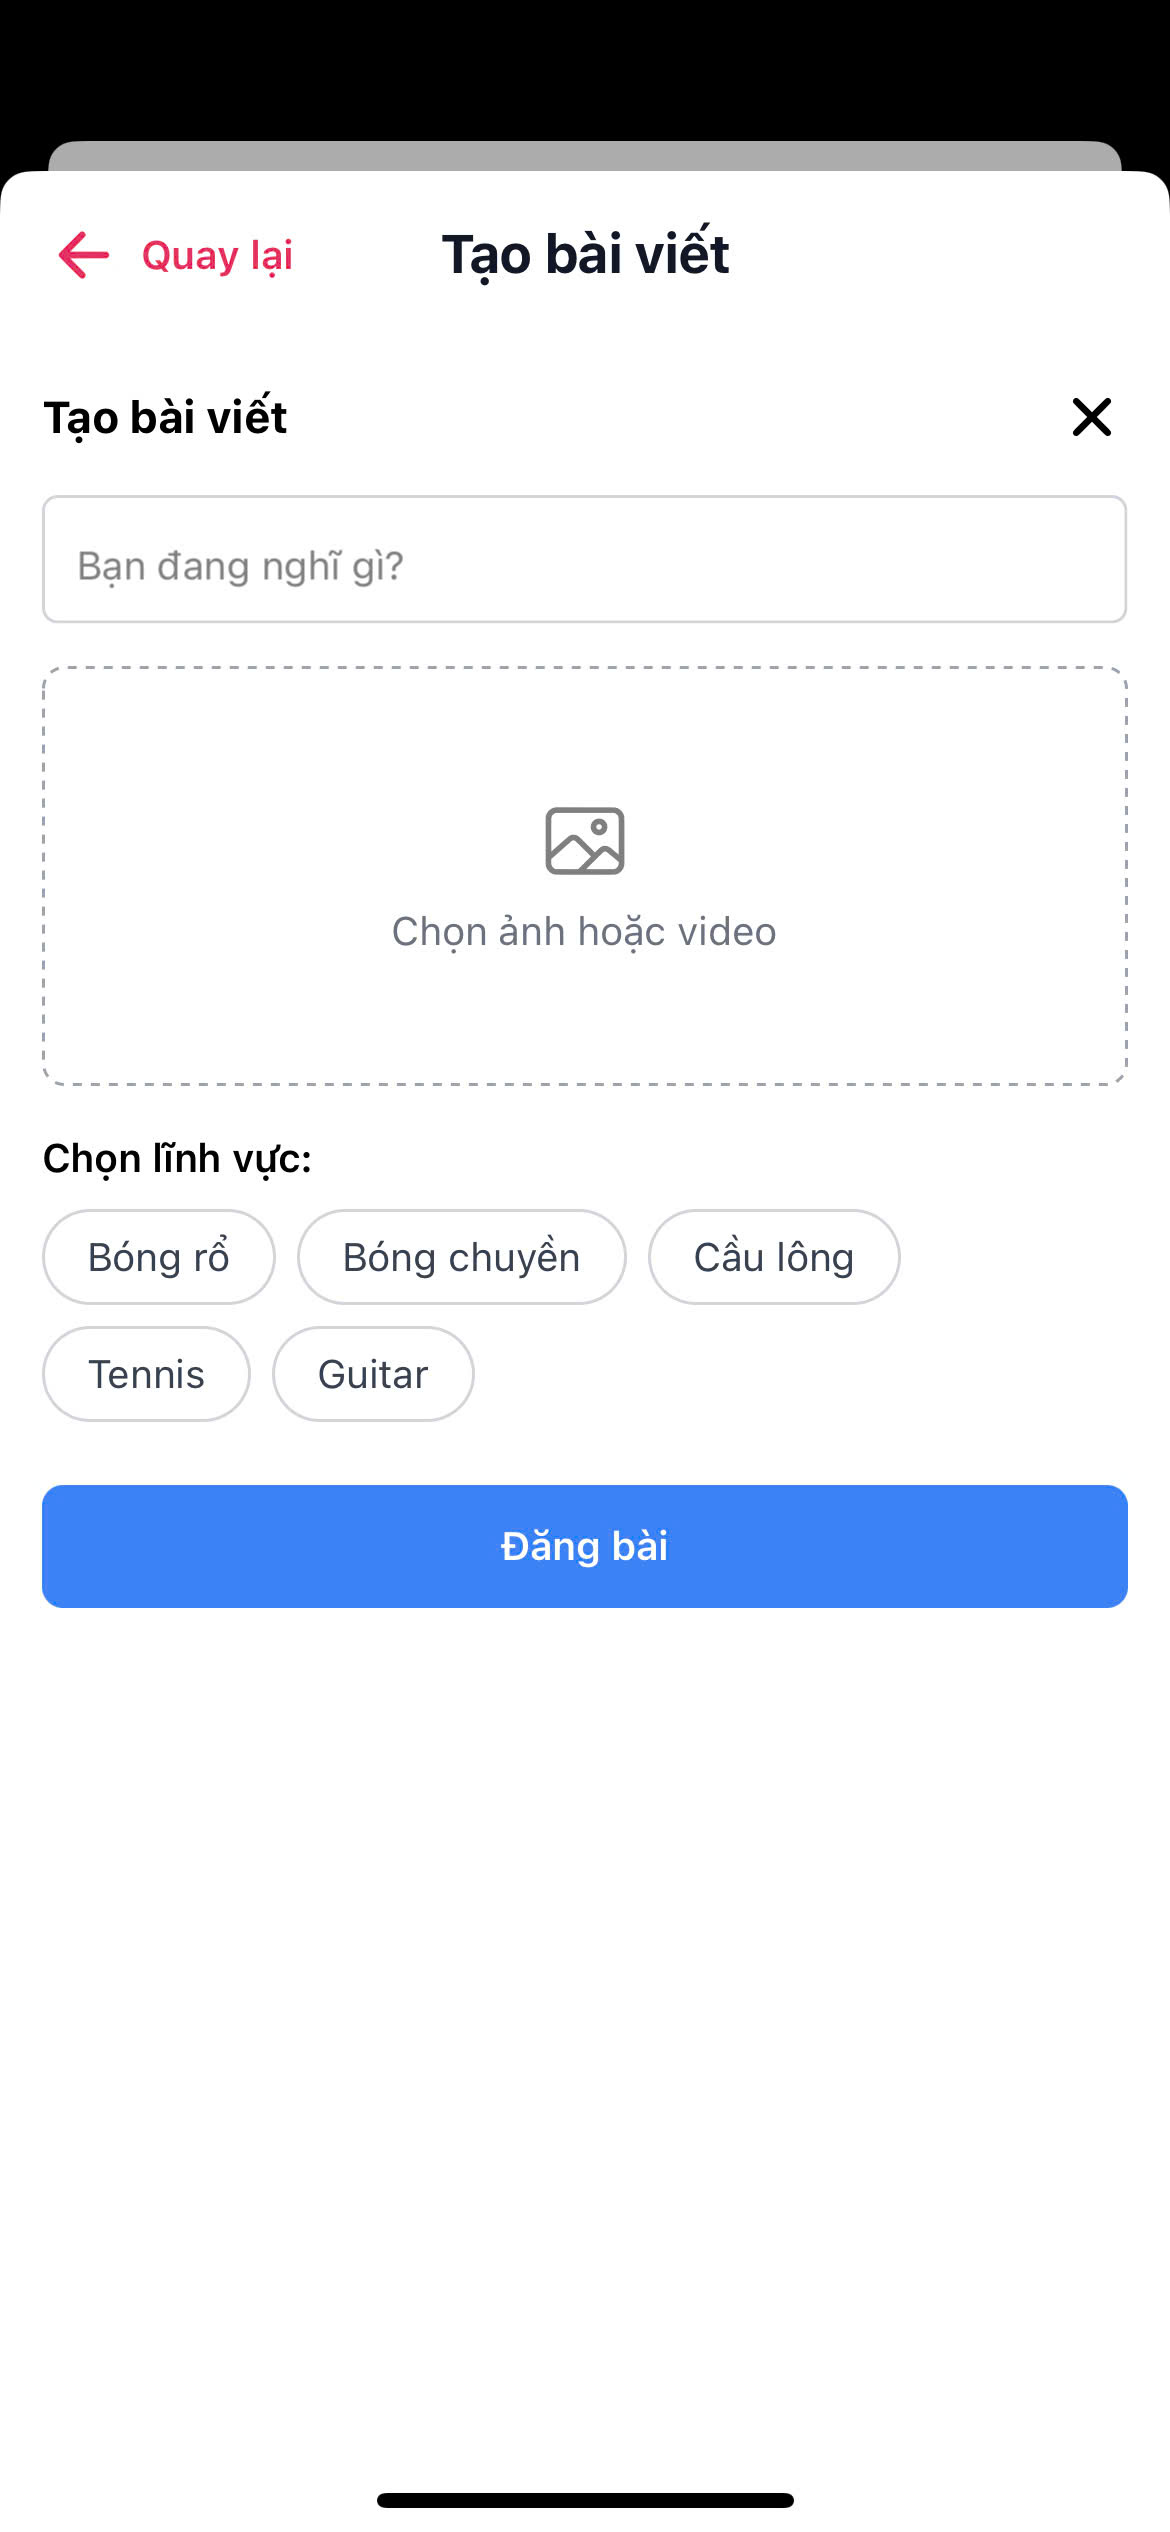 Quay lại
Tạo bài viết
Tạo bài viết
Bạn đang nghĩ gì?
Chọn ảnh hoặc video
Chọn lĩnh vực:
Bóng rổ
Bóng chuyền
Cầu lông
Tennis
Guitar
Đăng bài